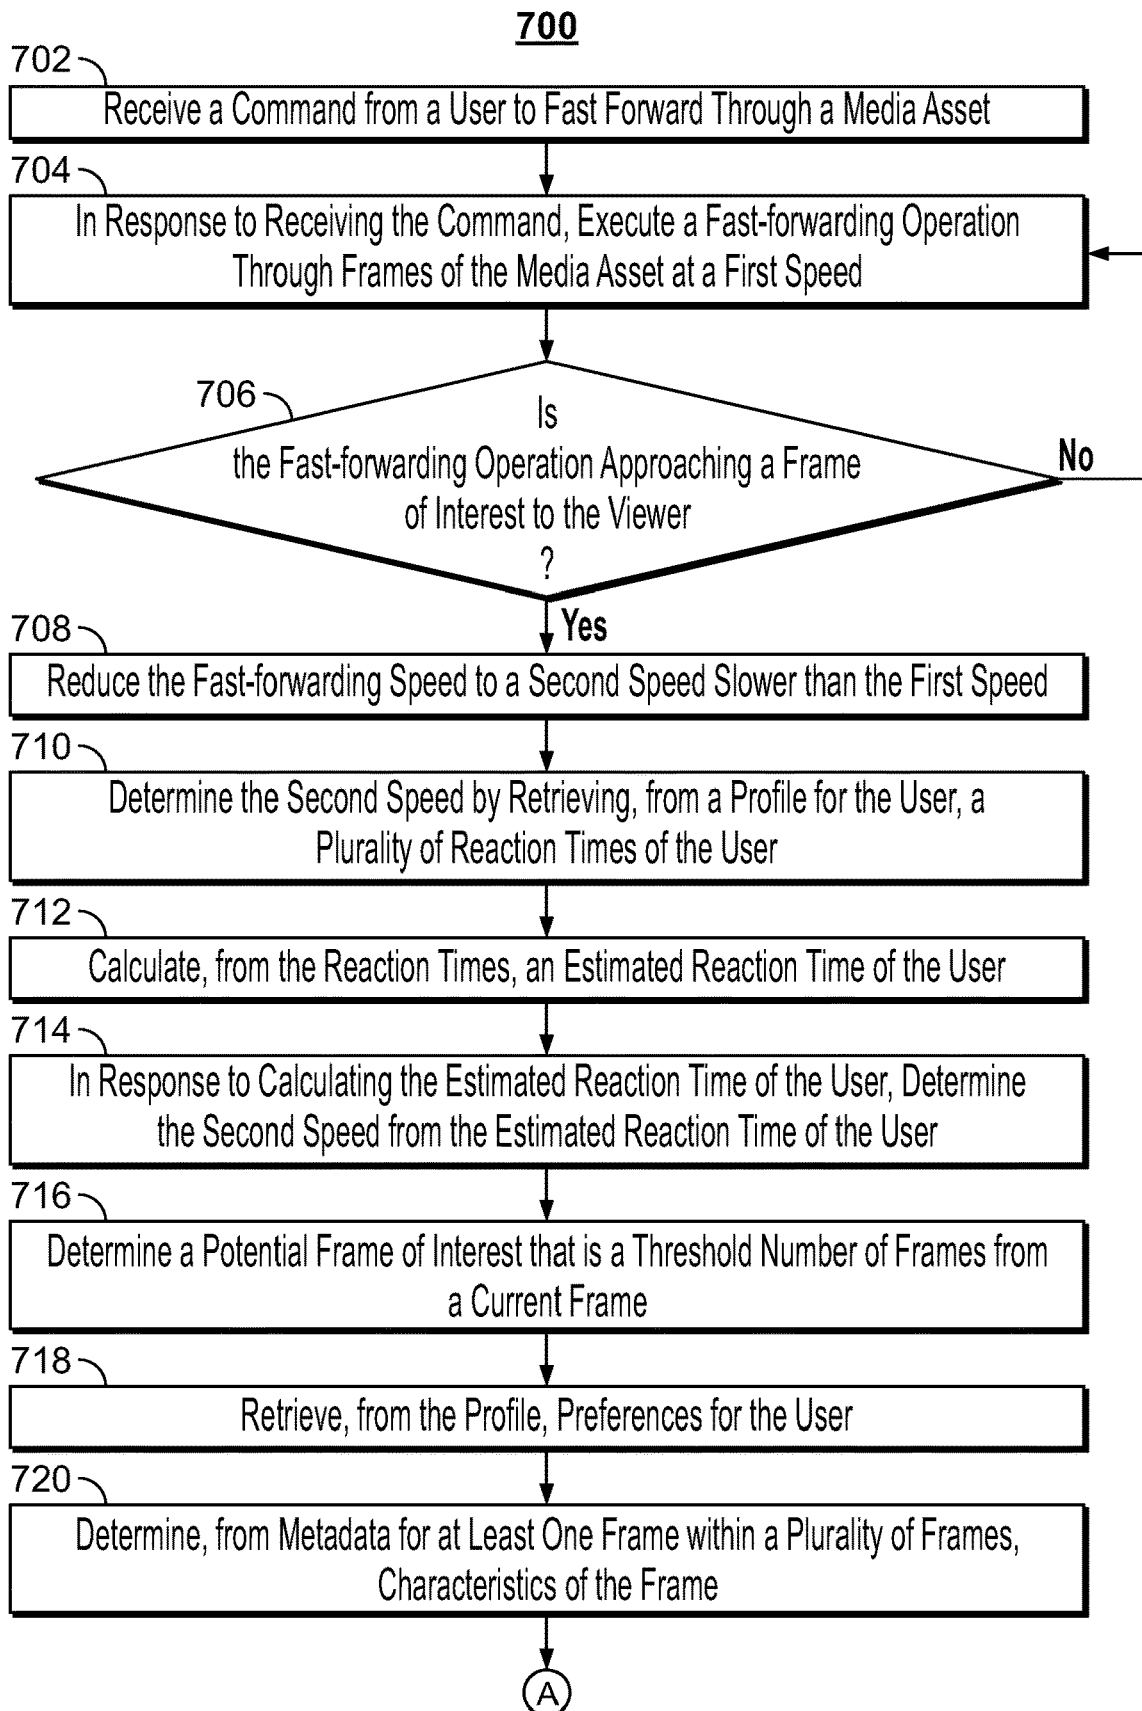 700
702
Receive a Command from a User to Fast Forward Through a Media Asset
704
In Response to Receiving the Command, Execute a Fast-forwarding Operation
Through Frames of the Media Asset at a First Speed
706
Is
the Fast-forwarding Operation Approaching a Frame
of Interest to the Viewer
?
No
Yes
708
Reduce the Fast-forwarding Speed to a Second Speed Slower than the First Speed
710
Determine the Second Speed by Retrieving, from a Profile for the User, a
Plurality of Reaction Times of the User
712
Calculate, from the Reaction Times, an Estimated Reaction Time of the User
714
In Response to Calculating the Estimated Reaction Time of the User, Determine
the Second Speed from the Estimated Reaction Time of the User
716
Determine a Potential Frame of Interest that is a Threshold Number of Frames from
a Current Frame
718
Retrieve, from the Profile, Preferences for the User
720
Determine, from Metadata for at Least One Frame within a Plurality of Frames,
Characteristics of the Frame
A